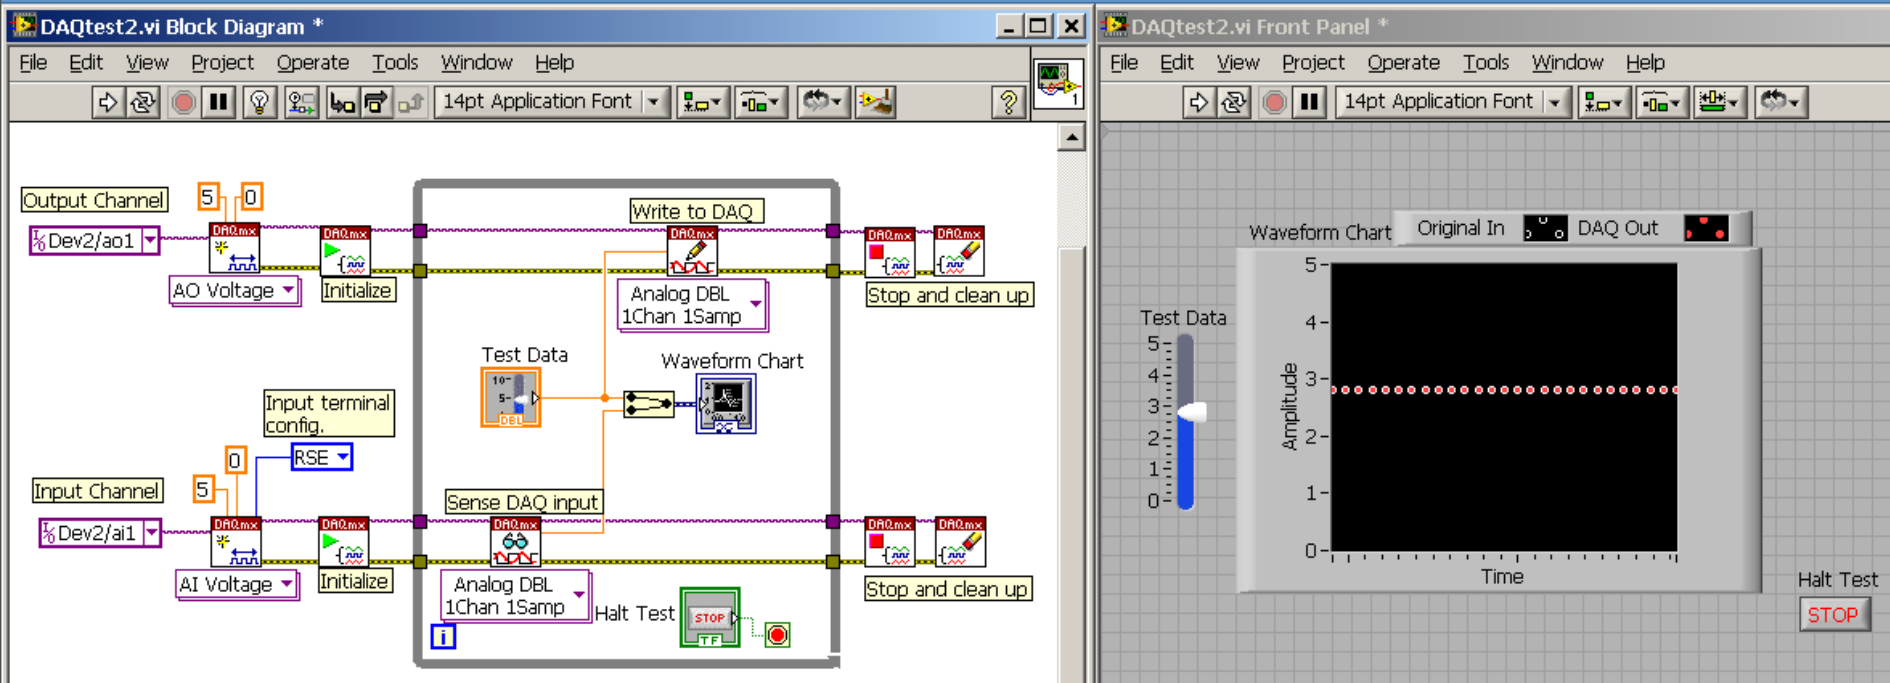 DAQtest2.vi Block Diagram *
File Edit View Project Operate Tools Window Help
14pt Application Font
?
1
Output Channel
5 0
Dev2/ao1
DAQmx
DAQmx
AO Voltage
Initialize
Write to DAQ
DAQmx
Analog DBL
1Chan 1Samp
DAQmx
DAQmx
Stop and clean up
Test Data
10
5
DBL
Waveform Chart
Input terminal
config.
RSE
0
5
Input Channel
Dev2/ai1
DAQmx
DAQmx
AI Voltage
Initialize
Sense DAQ input
DAQmx
Analog DBL
1Chan 1Samp
i
Halt Test
STOP
TF
DAQmx
DAQmx
Stop and clean up
DAQtest2.vi Front Panel *
File Edit View Project Operate Tools Window Help
14pt Application Font
Waveform Chart
Original In
DAQ Out
Test Data
5
4
3
2
1
0
Amplitude
5
4
3
2
1
0
Time
Halt Test
STOP